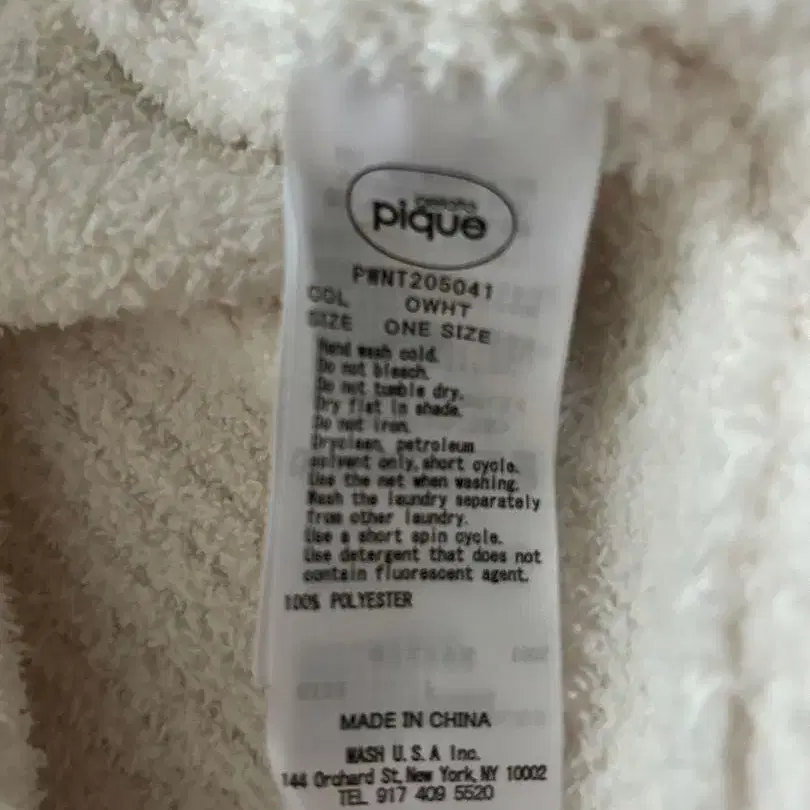 pique
PWNT205041
COL OWHT
SIZE ONE SIZE
Hand wash cold.
Do not bleach.
Do not tumble dry.
Dry flat in shade.
Do not iron.
Dryclean, petroleum
solvent only, short cycle.
Use the net when washing.
Wash the laundry separately
from other laundry.
Use a short spin cycle.
Use detergent that does not
contain fluorescent agent.
100% POLYESTER
MADE IN CHINA
MASH U.S.A Inc.
144 Orchard St, New York, NY 10002
TEL 917 409 5520